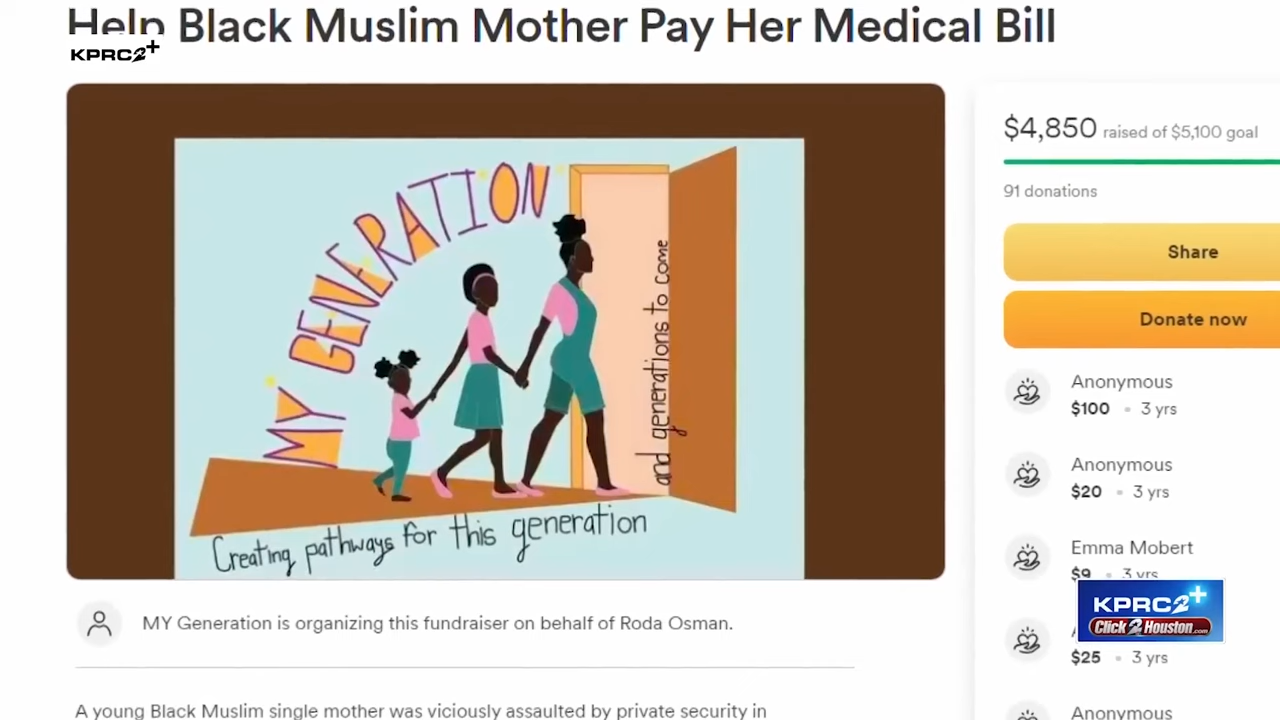 Help Black Muslim Mother Pay Her Medical Bill
KPRC2+
MY GENERATION
and generations to come
Creating pathways for this generation
MY Generation is organizing this fundraiser on behalf of Roda Osman.
A young Black Muslim single mother was viciously assaulted by private security in
$4,850 raised of $5,100 goal
91 donations
Share
Donate now
Anonymous
$100 • 3 yrs
Anonymous
$20 • 3 yrs
Emma Mobert
$9 • 3 yrs
KPRC2+
Click2Houston.com
$25 • 3 yrs
Anonymous